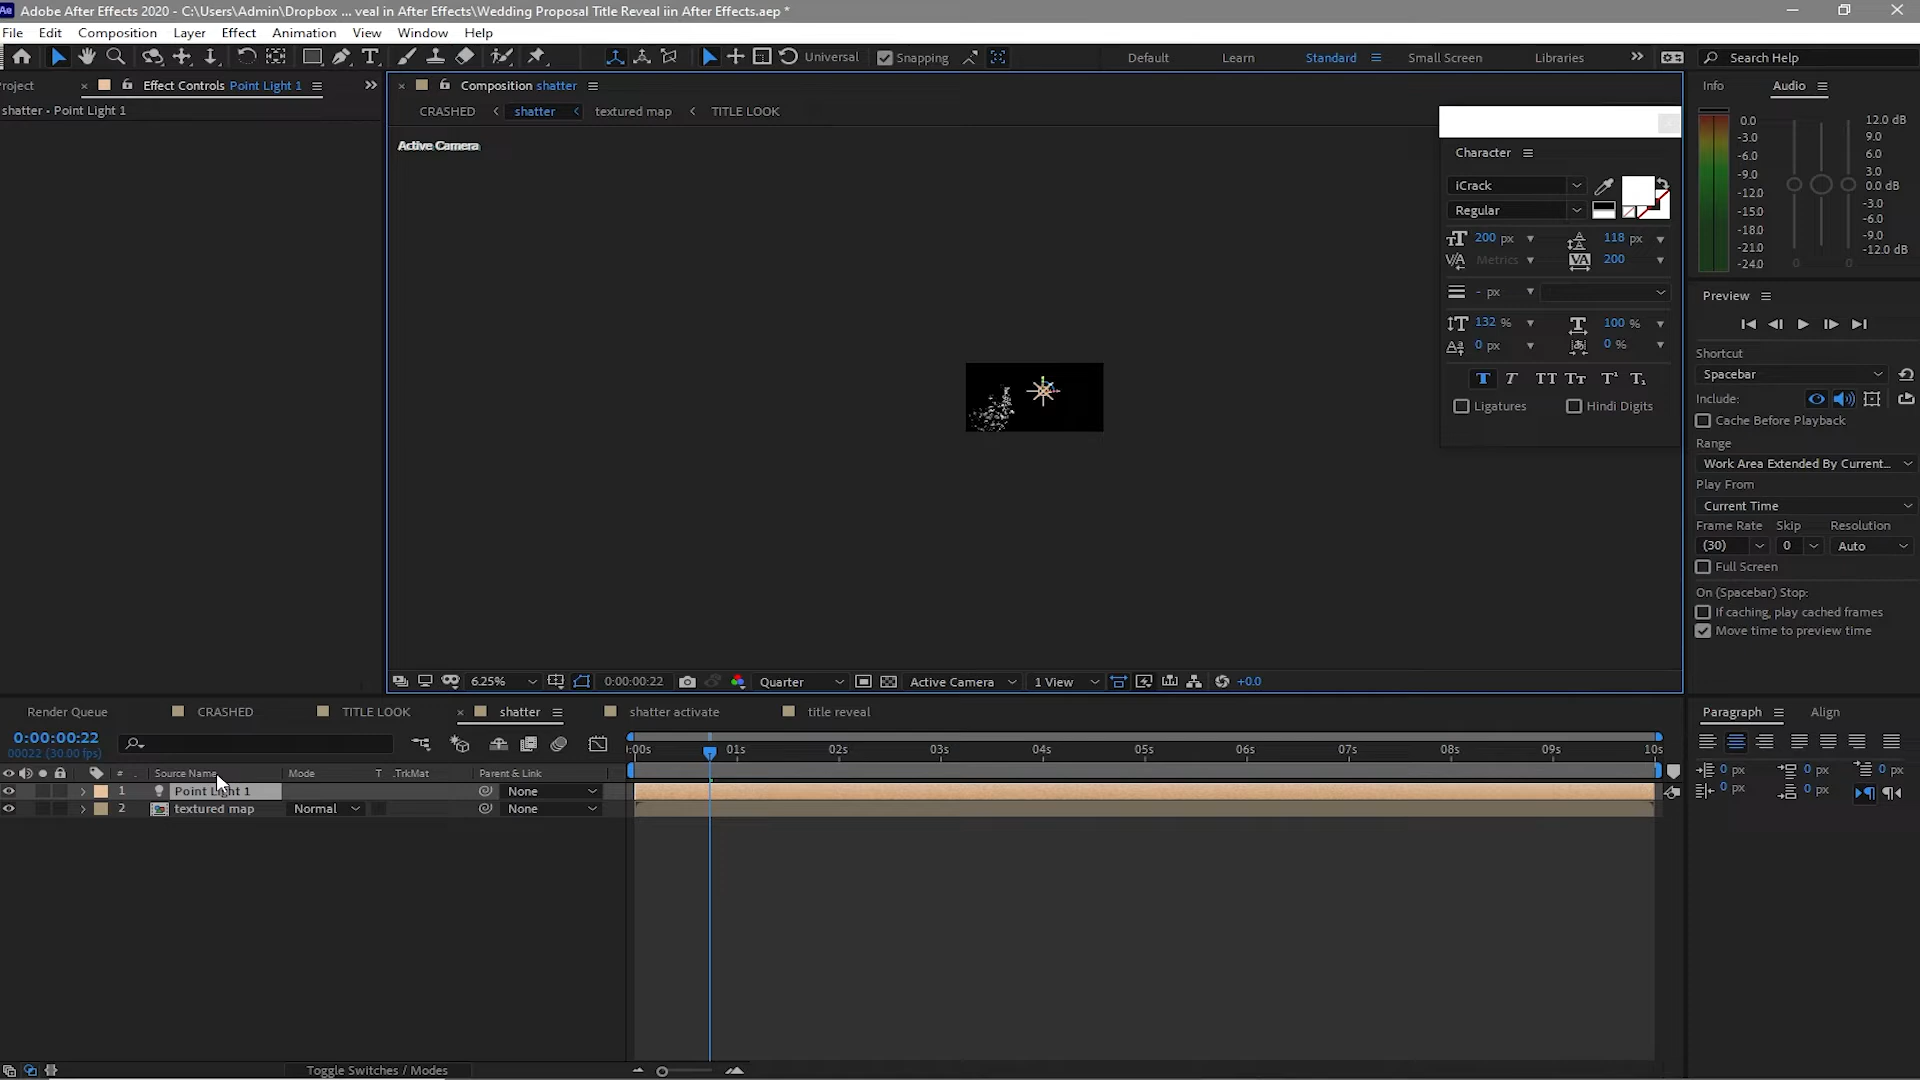 Ae Adobe After Effects 2020 - C:\Users\Admin\Dropbox ... veal in After Effects\Wedding Proposal Title Reveal iin After Effects.aep *
File Edit Composition Layer Effect Animation View Window Help
Universal Snapping Default Learn Standard Small Screen Libraries Search Help
roject Effect Controls Point Light 1 Composition shatter Info Audio
shatter • Point Light 1 CRASHED shatter textured map TITLE LOOK
Active Camera
Character
iCrack
Regular
200 px 118 px
Metrics 200
- px
132 % 100 %
0 px 0 %
T T TT Tт T¹ T₁
Ligatures Hindi Digits
0.0 12.0 dB
-3.0 9.0
-6.0 6.0
-9.0 3.0
-12.0 0.0 dB
-15.0 -3.0
-18.0 -6.0
-21.0 -9.0
-24.0 0 0 -12.0 dB
Preview
Shortcut
Spacebar
Include:
Cache Before Playback
Range
Work Area Extended By Current...
Play From
Current Time
Frame Rate Skip Resolution
(30) 0 Auto
Full Screen
On (Spacebar) Stop:
If caching, play cached frames
Move time to preview time
6.25% 0:00:00:22 Quarter Active Camera 1 View +0.0
Render Queue CRASHED TITLE LOOK shatter shatter activate title reveal
0:00:00:22
00022 (30.00 fps)
:00s 01s 02s 03s 04s 05s 06s 07s 08s 09s 10s
# . Source Name Mode T .TrkMat Parent & Link
1 Point Light 1 None
2 textured map Normal None
Toggle Switches / Modes
Paragraph Align
0 px 0 px 0 px
0 px 0 px